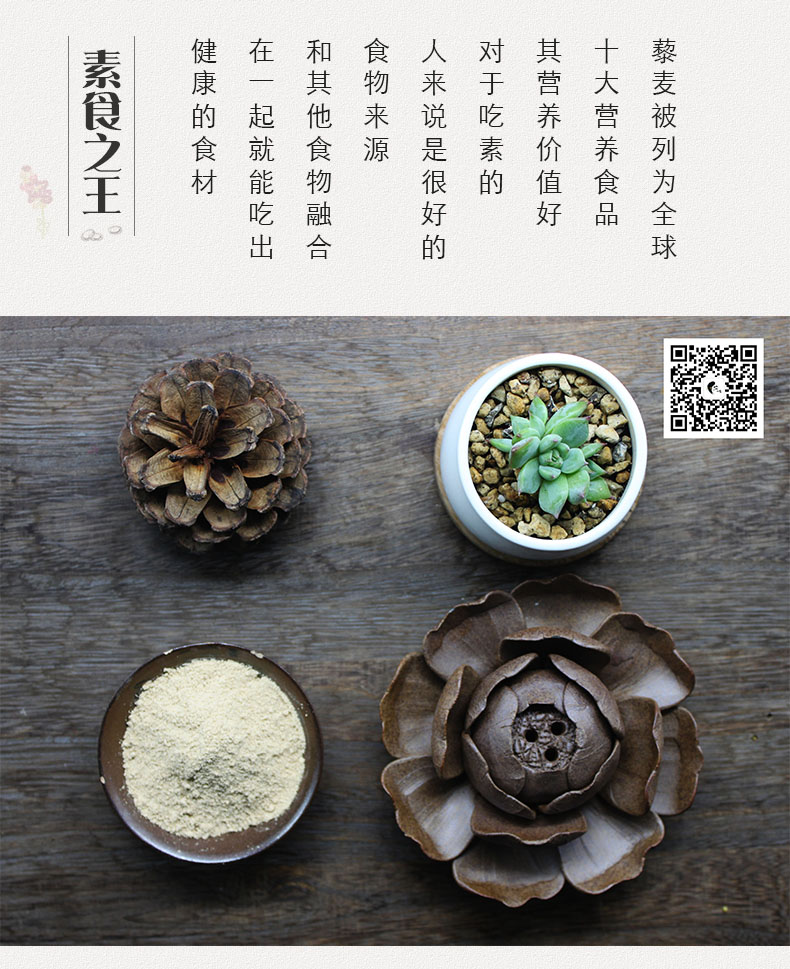 藜麦被列为全球
十大营养食品
其营养价值好
对于吃素的
人来说是很好的
食物来源
和其他食物融合
在一起就能吃出
健康的食材
素食之王